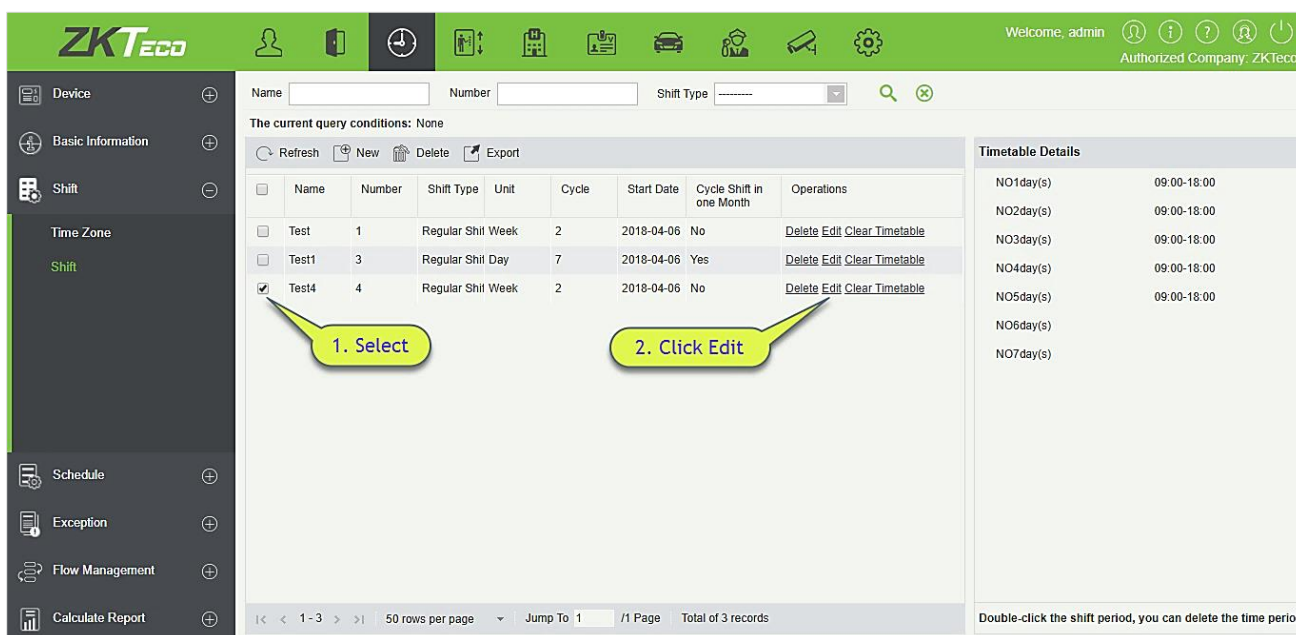 ZKTeco
Welcome, admin
Authorized Company: ZKTeco
Device
Basic Information
Shift
Time Zone
Shift
Schedule
Exception
Flow Management
Calculate Report
Name Number Shift Type ---------
The current query conditions: None
Refresh New Delete Export
Name Number Shift Type Unit Cycle Start Date Cycle Shift in one Month Operations
Test 1 Regular Shif Week 2 2018-04-06 No Delete Edit Clear Timetable
Test1 3 Regular Shif Day 7 2018-04-06 Yes Delete Edit Clear Timetable
Test4 4 Regular Shif Week 2 2018-04-06 No Delete Edit Clear Timetable
1. Select
2. Click Edit
|< < 1 - 3 > >| 50 rows per page Jump To 1 /1 Page Total of 3 records
Timetable Details
NO1day(s) 09:00-18:00
NO2day(s) 09:00-18:00
NO3day(s) 09:00-18:00
NO4day(s) 09:00-18:00
NO5day(s) 09:00-18:00
NO6day(s)
NO7day(s)
Double-click the shift period, you can delete the time perio